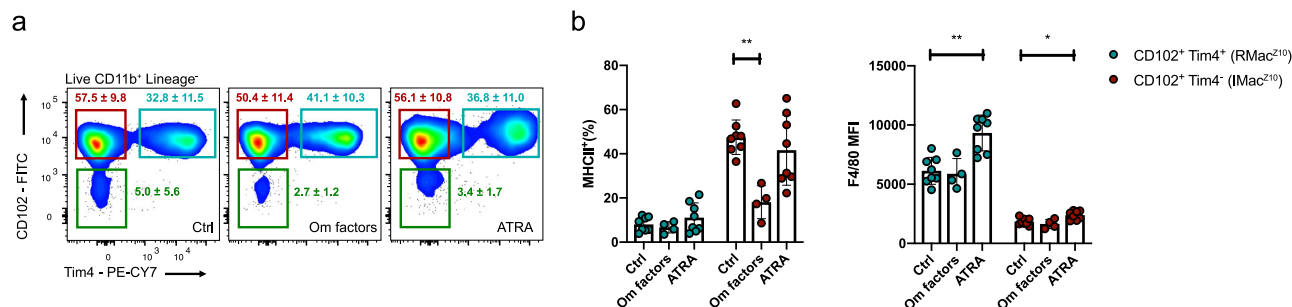 a
Live CD11b⁺ Lineage⁻
57.5 ± 9.8 32.8 ± 11.5
50.4 ± 11.4 41.1 ± 10.3
56.1 ± 10.8 36.8 ± 11.0
10⁵
10⁴
10³
0
5.0 ± 5.6
2.7 ± 1.2
3.4 ± 1.7
Ctrl
Om factors
ATRA
0 10³ 10⁴
CD102 - FITC
Tim4 - PE-CY7
b
MHCII⁺(%)
80
60
40
20
0
**
Ctrl
Om factors
ATRA
Ctrl
Om factors
ATRA
F4/80 MFI
15000
10000
5000
0
**
*
Ctrl
Om factors
ATRA
Ctrl
Om factors
ATRA
CD102⁺ Tim4⁺ (RMacᶻ¹⁰)
CD102⁺ Tim4⁻ (IMacᶻ¹⁰)